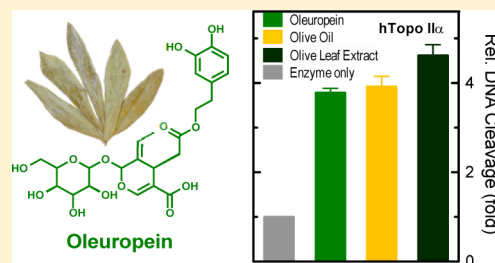 OH
HO
O
O
O
HO
O
O
O
OH
HO
OH
OH
O
Oleuropein
Oleuropein
Olive Oil
Olive Leaf Extract
Enzyme only
hTopo IIα
4
2
0
Rel. DNA Cleavage (fold)